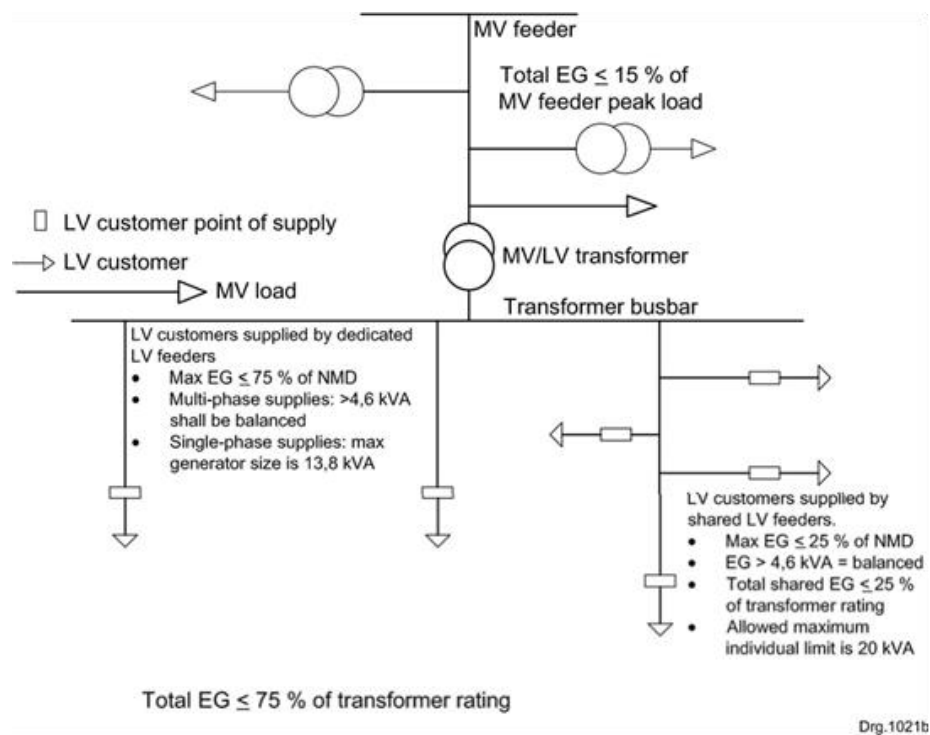 MV feeder
Total EG ≤ 15 % of
MV feeder peak load
LV customer point of supply
LV customer
MV load
MV/LV transformer
Transformer busbar
LV customers supplied by dedicated
LV feeders
• Max EG ≤ 75 % of NMD
• Multi-phase supplies: >4,6 kVA
shall be balanced
• Single-phase supplies: max
generator size is 13,8 kVA
LV customers supplied by
shared LV feeders.
• Max EG ≤ 25 % of NMD
• EG > 4,6 kVA = balanced
• Total shared EG ≤ 25 %
of transformer rating
• Allowed maximum
individual limit is 20 kVA
Total EG ≤ 75 % of transformer rating
Drg.1021b